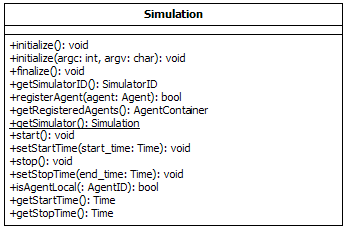 Simulation
+initialize(): void
+initialize(argc: int, argv: char): void
+finalize(): void
+getSimulatorID(): SimulatorID
+registerAgent(agent: Agent): bool
+getRegisteredAgents(): AgentContainer
+getSimulator(): Simulation
+start(): void
+setStartTime(start_time: Time): void
+stop(): void
+setStopTime(end_time: Time): void
+isAgentLocal(: AgentID): bool
+getStartTime(): Time
+getStopTime(): Time